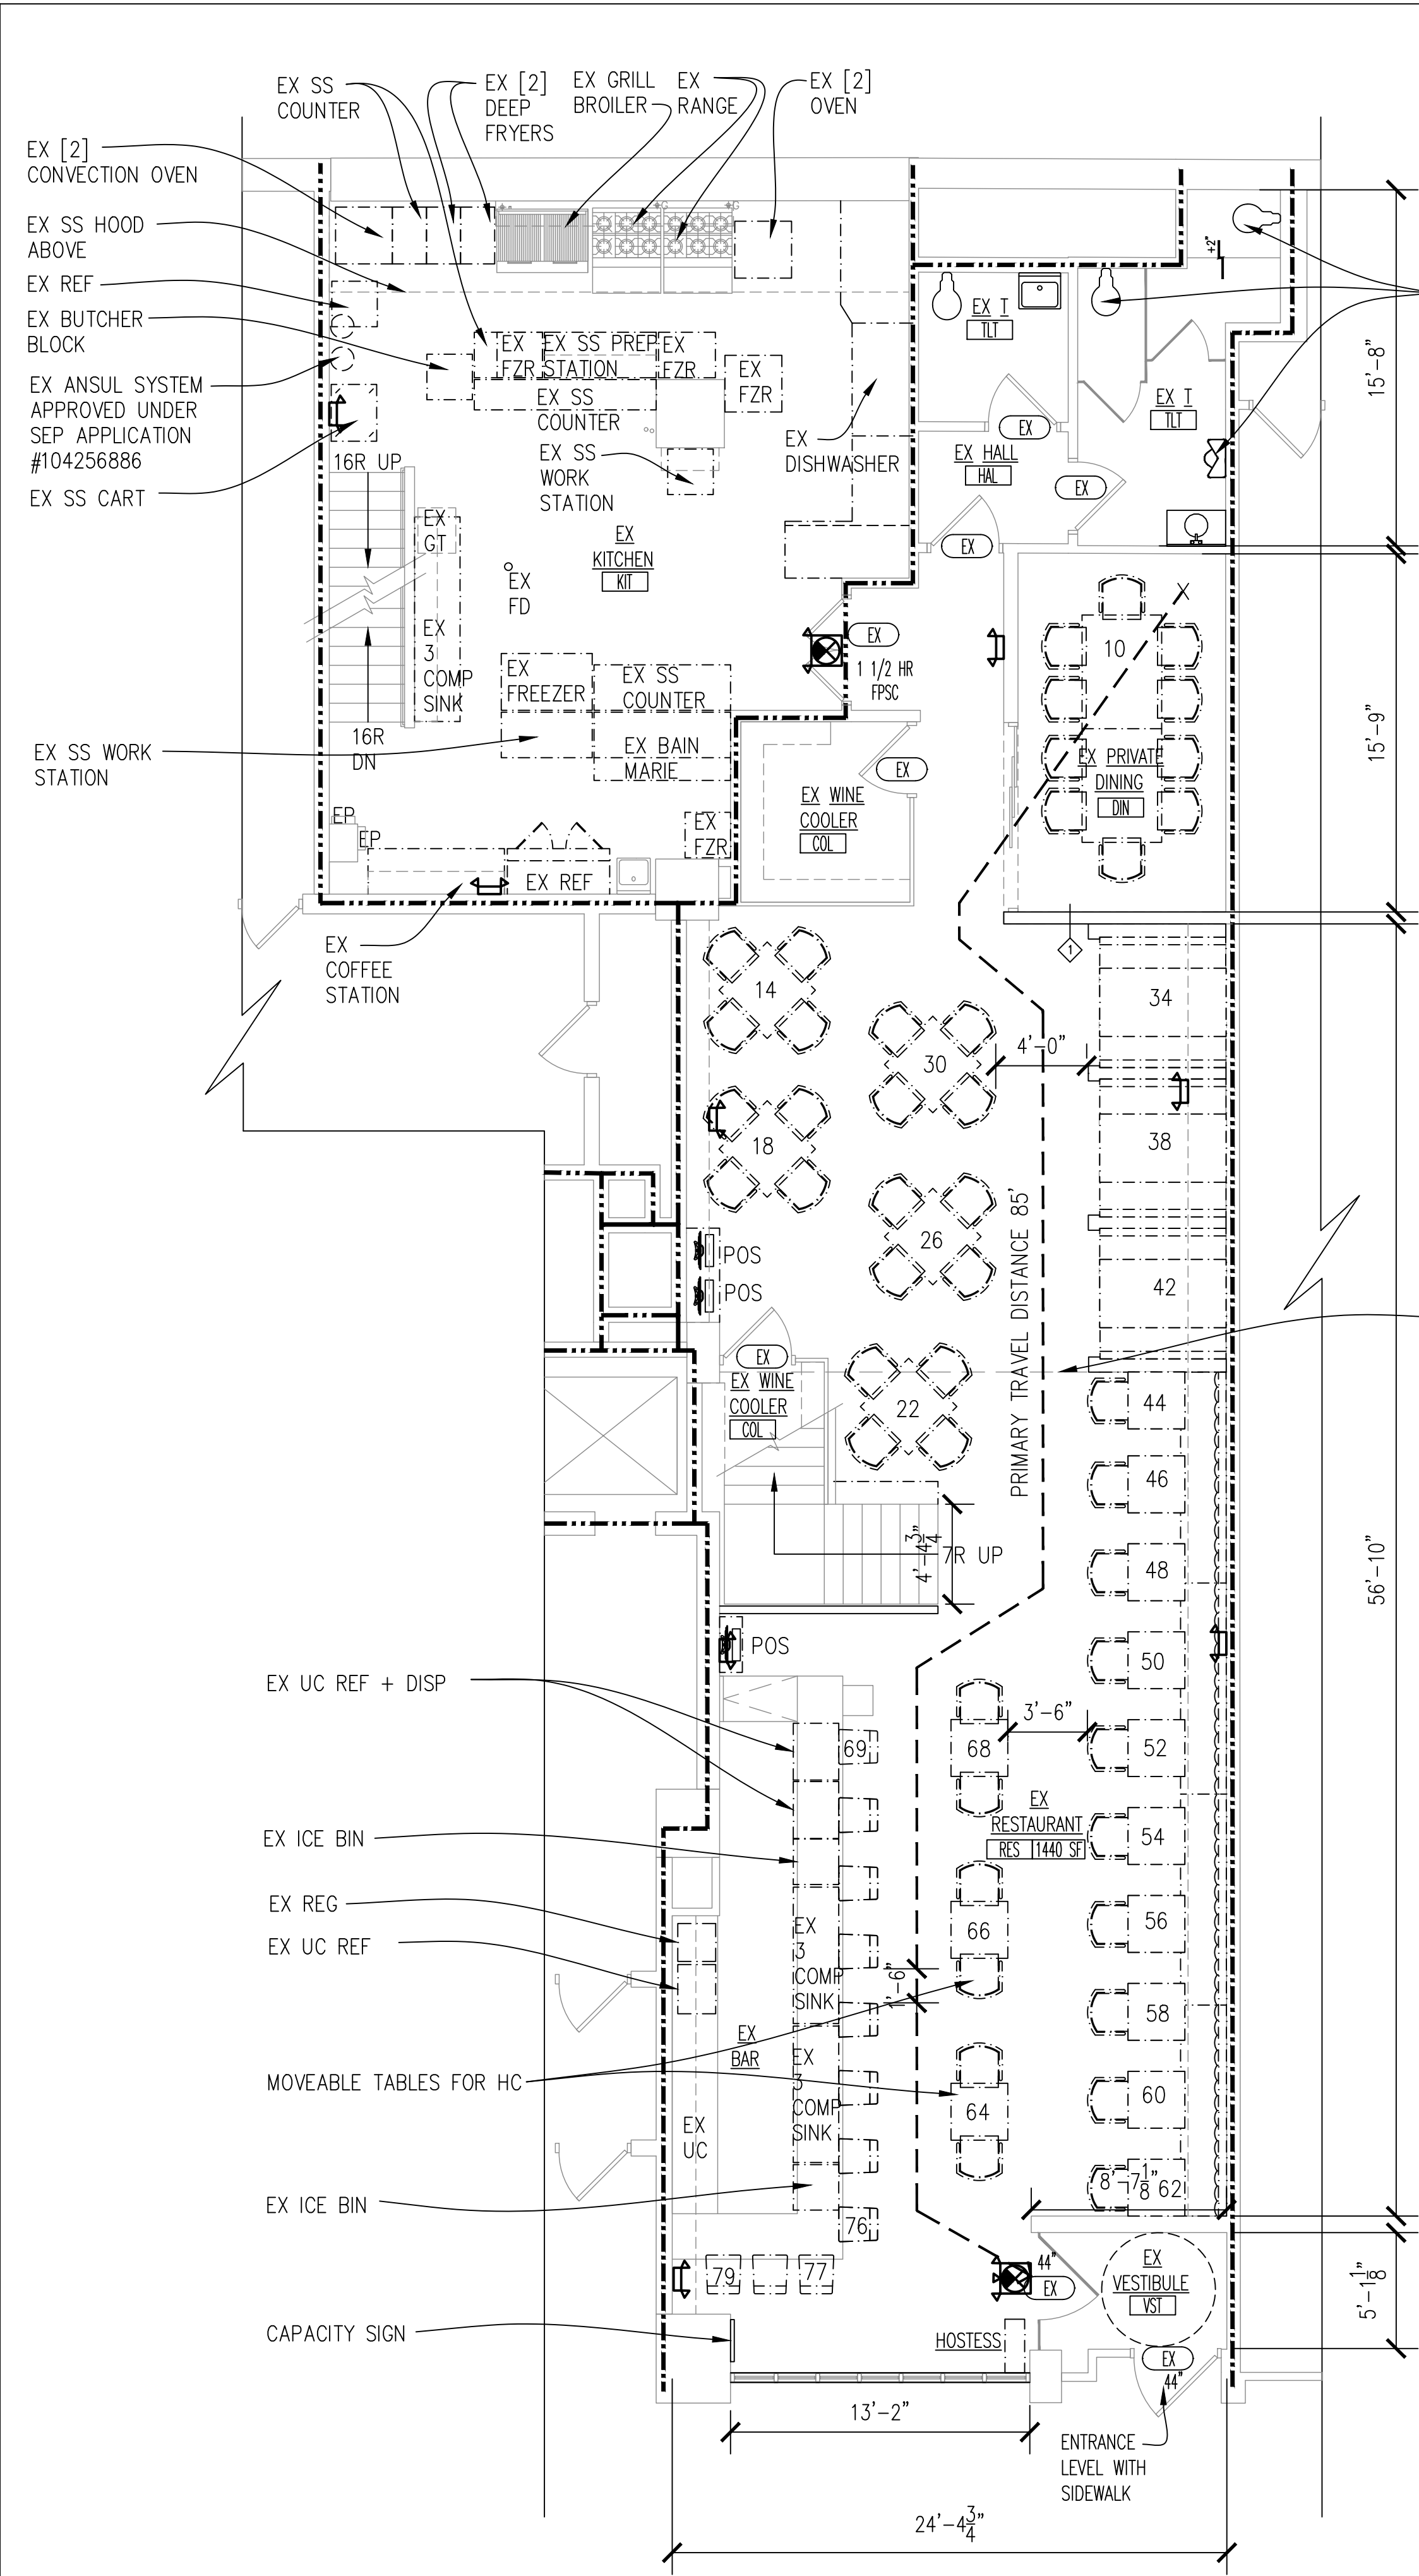 EX SS
COUNTER
EX [2]
DEEP
FRYERS
EX GRILL
BROILER
EX
RANGE
EX [2]
OVEN
EX [2]
CONVECTION OVEN
EX SS HOOD
ABOVE
EX REF
EX BUTCHER
BLOCK
EX ANSUL SYSTEM
APPROVED UNDER
SEP APPLICATION
#104256886
EX SS CART
G
G
+2"
EX T
TLT
EX T
TLT
EX
FZR
EX SS PREP
STATION
EX
FZR
EX
FZR
EX SS
COUNTER
EX SS
WORK
STATION
EX
DISHWASHER
EX HALL
HAL
EX
EX
EX
15'-8"
16R UP
EX
GT
EX
KITCHEN
KIT
EX
FD
EX
3
COMP
SINK
16R
DN
EX
FREEZER
EX SS
COUNTER
EX BAIN
MARIE
EX SS WORK
STATION
EX
1 1/2 HR
FPSC
EX
EX WINE
COOLER
COL
10
EX PRIVATE
DINING
DIN
15'-9"
EP
EP
EX
FZR
EX REF
EX
COFFEE
STATION
1
14
30
4'-0"
34
18
38
26
42
POS
POS
PRIMARY TRAVEL DISTANCE 85'
EX
EX WINE
COOLER
COL
22
44
46
48
4'-4 3/4"
7R UP
56'-10"
POS
50
EX UC REF + DISP
69
68
3'-6"
52
EX
RESTAURANT
RES 1440 SF
54
EX ICE BIN
EX REG
EX UC REF
EX
3
COMP
SINK
66
56
EX
BAR
58
MOVEABLE TABLES FOR HC
EX
3
COMP
SINK
64
60
EX
UC
8'-7 1/8"
62
EX ICE BIN
76
79
77
44"
EX
EX
VESTIBULE
VST
5'-1 1/8"
CAPACITY SIGN
HOSTESS
EX
44"
13'-2"
ENTRANCE
LEVEL WITH
SIDEWALK
24'-4 3/4"